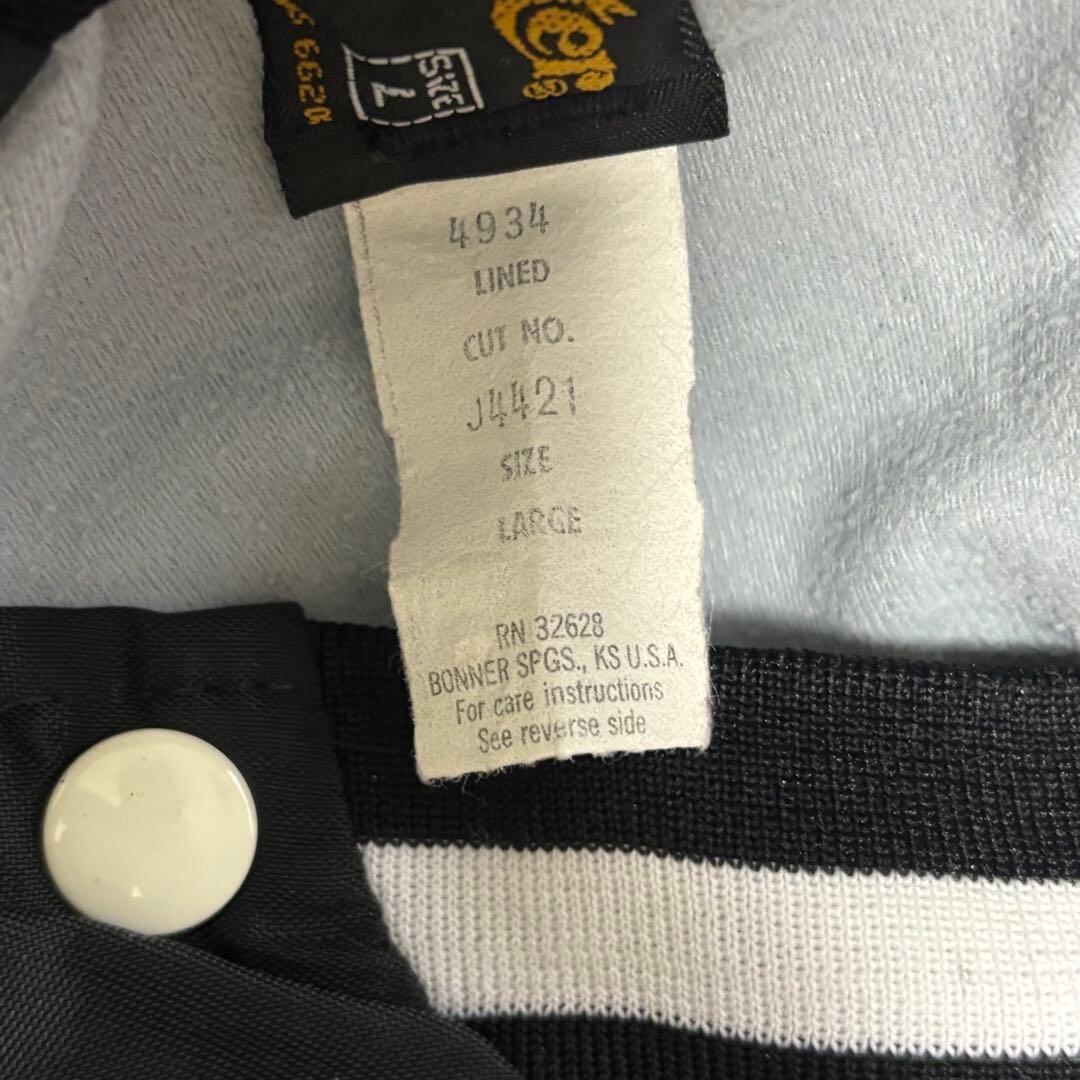 SIZE
L
®
4934
LINED
CUT NO.
J4421
SIZE
LARGE
RN 32628
BONNER SPGS., KS U.S.A.
For care instructions
See reverse side